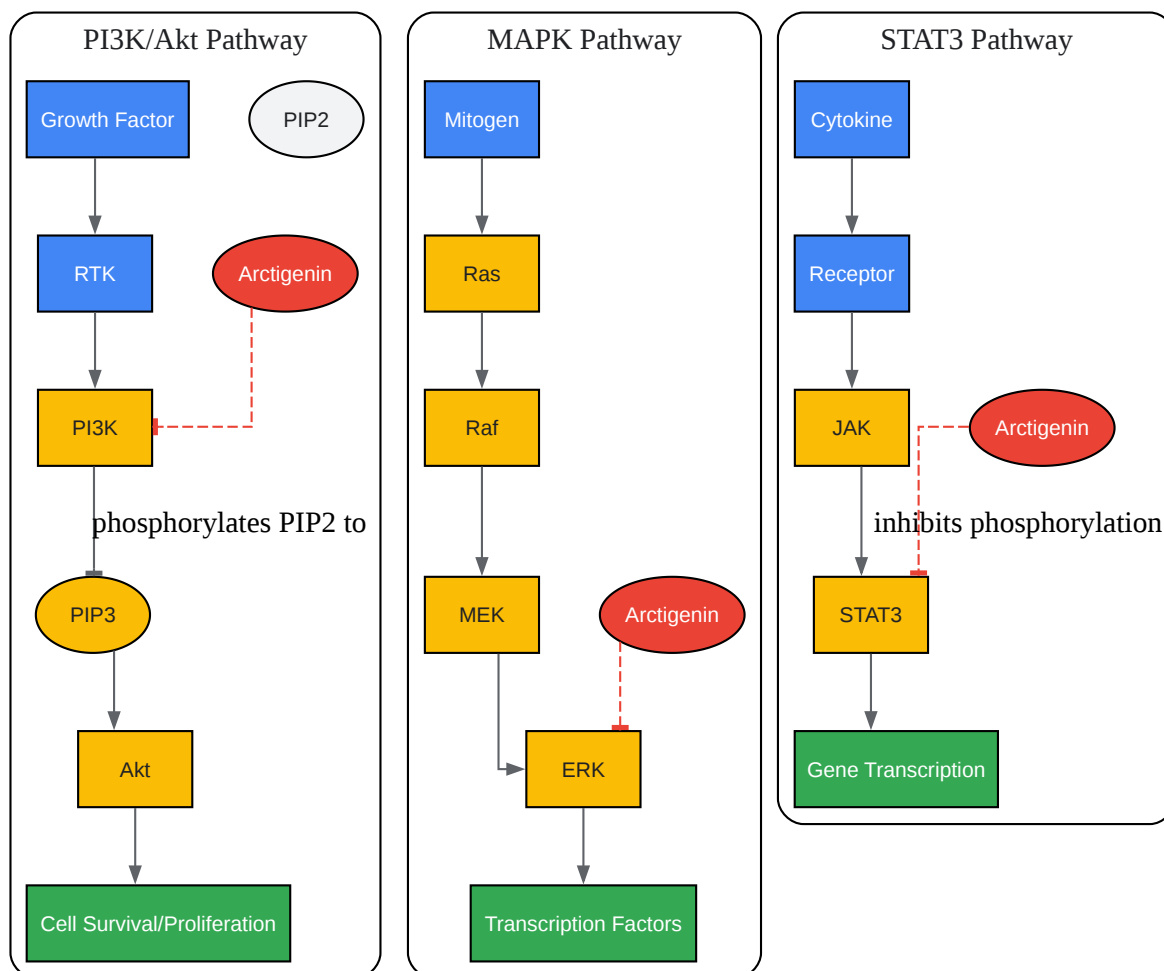 PI3K/Akt Pathway
Growth Factor
PIP2
RTK
Arctigenin
PI3K
phosphorylates PIP2 to
PIP3
Akt
Cell Survival/Proliferation
MAPK Pathway
Mitogen
Ras
Raf
MEK
Arctigenin
ERK
Transcription Factors
STAT3 Pathway
Cytokine
Receptor
JAK
Arctigenin
inhibits phosphorylation
STAT3
Gene Transcription